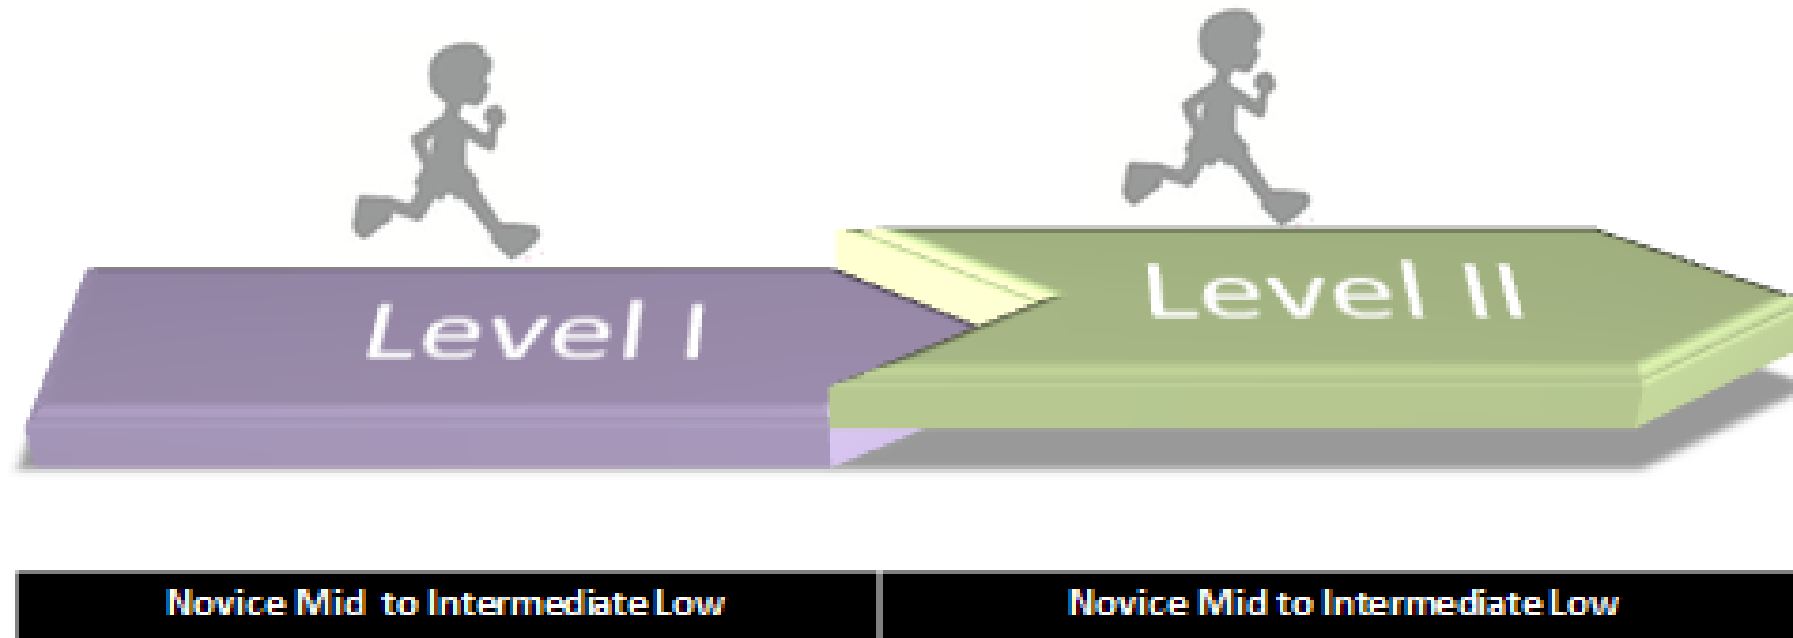 Level I
Level II
Novice Mid to Intermediate Low
Novice Mid to Intermediate Low